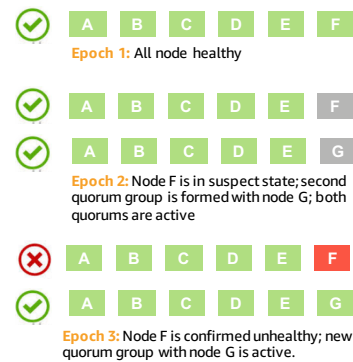 A B C D E F
Epoch 1: All node healthy
A B C D E F
A B C D E G
Epoch 2: Node F is in suspect state; second
quorum group is formed with node G; both
quorums are active
A B C D E F
A B C D E G
Epoch 3: Node F is confirmed unhealthy; new
quorum group with node G is active.